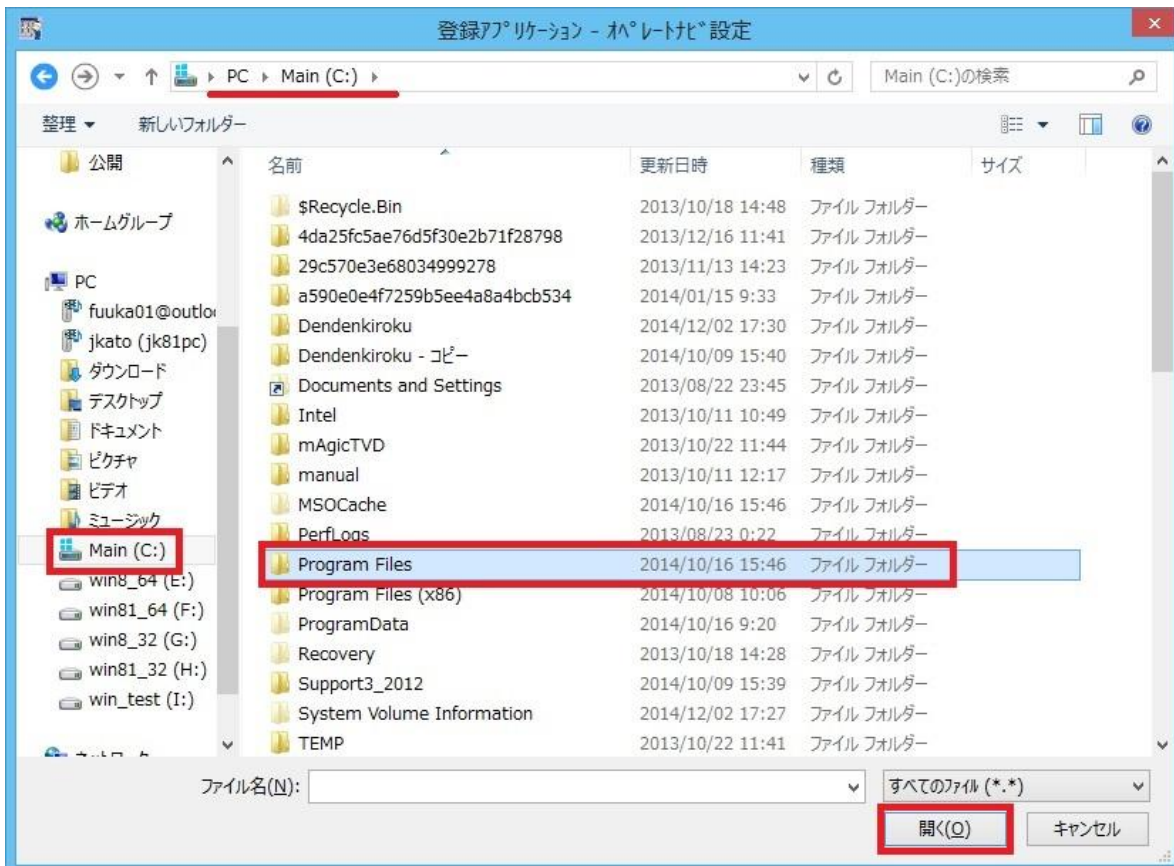 登録アプリケーション - オペレートナビ設定
PC ▸ Main (C:) ▸
Main (C:)の検索
整理 ▼ 新しいフォルダー
公開
ホームグループ
PC
fuuka01@outloo
jkato (jk81pc)
ダウンロード
デスクトップ
ドキュメント
ピクチャ
ビデオ
ミュージック
Main (C:)
win8_64 (E:)
win81_64 (F:)
win8_32 (G:)
win81_32 (H:)
win_test (I:)
名前 更新日時 種類 サイズ
$Recycle.Bin 2013/10/18 14:48 ファイル フォルダー
4da25fc5ae76d5f30e2b71f28798 2013/12/16 11:41 ファイル フォルダー
29c570e3e68034999278 2013/11/13 14:23 ファイル フォルダー
a590e0e4f7259b5ee4a8a4bcb534 2014/01/15 9:33 ファイル フォルダー
Dendenkiroku 2014/12/02 17:30 ファイル フォルダー
Dendenkiroku - コピー 2014/10/09 15:40 ファイル フォルダー
Documents and Settings 2013/08/22 23:45 ファイル フォルダー
Intel 2013/10/11 10:49 ファイル フォルダー
mAgicTVD 2013/10/22 11:44 ファイル フォルダー
manual 2013/10/11 12:17 ファイル フォルダー
MSOCache 2014/10/16 15:46 ファイル フォルダー
PerfLogs 2013/08/23 0:22 ファイル フォルダー
Program Files 2014/10/16 15:46 ファイル フォルダー
Program Files (x86) 2014/10/08 10:06 ファイル フォルダー
ProgramData 2014/10/16 9:20 ファイル フォルダー
Recovery 2013/10/18 14:28 ファイル フォルダー
Support3_2012 2014/10/09 15:39 ファイル フォルダー
System Volume Information 2014/12/02 17:27 ファイル フォルダー
TEMP 2013/10/22 11:41 ファイル フォルダー
ファイル名(N):
すべてのファイル (*.*)
開く(O) キャンセル